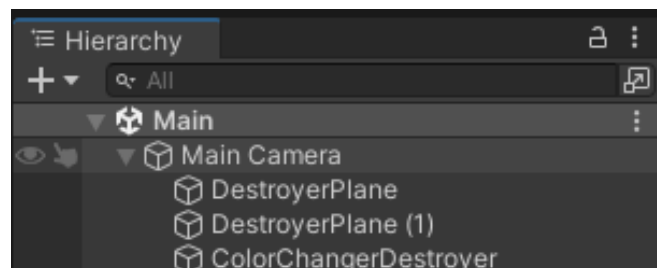 Hierarchy
All
Main
Main Camera
DestroyerPlane
DestroyerPlane (1)
ColorChangerDestroyer